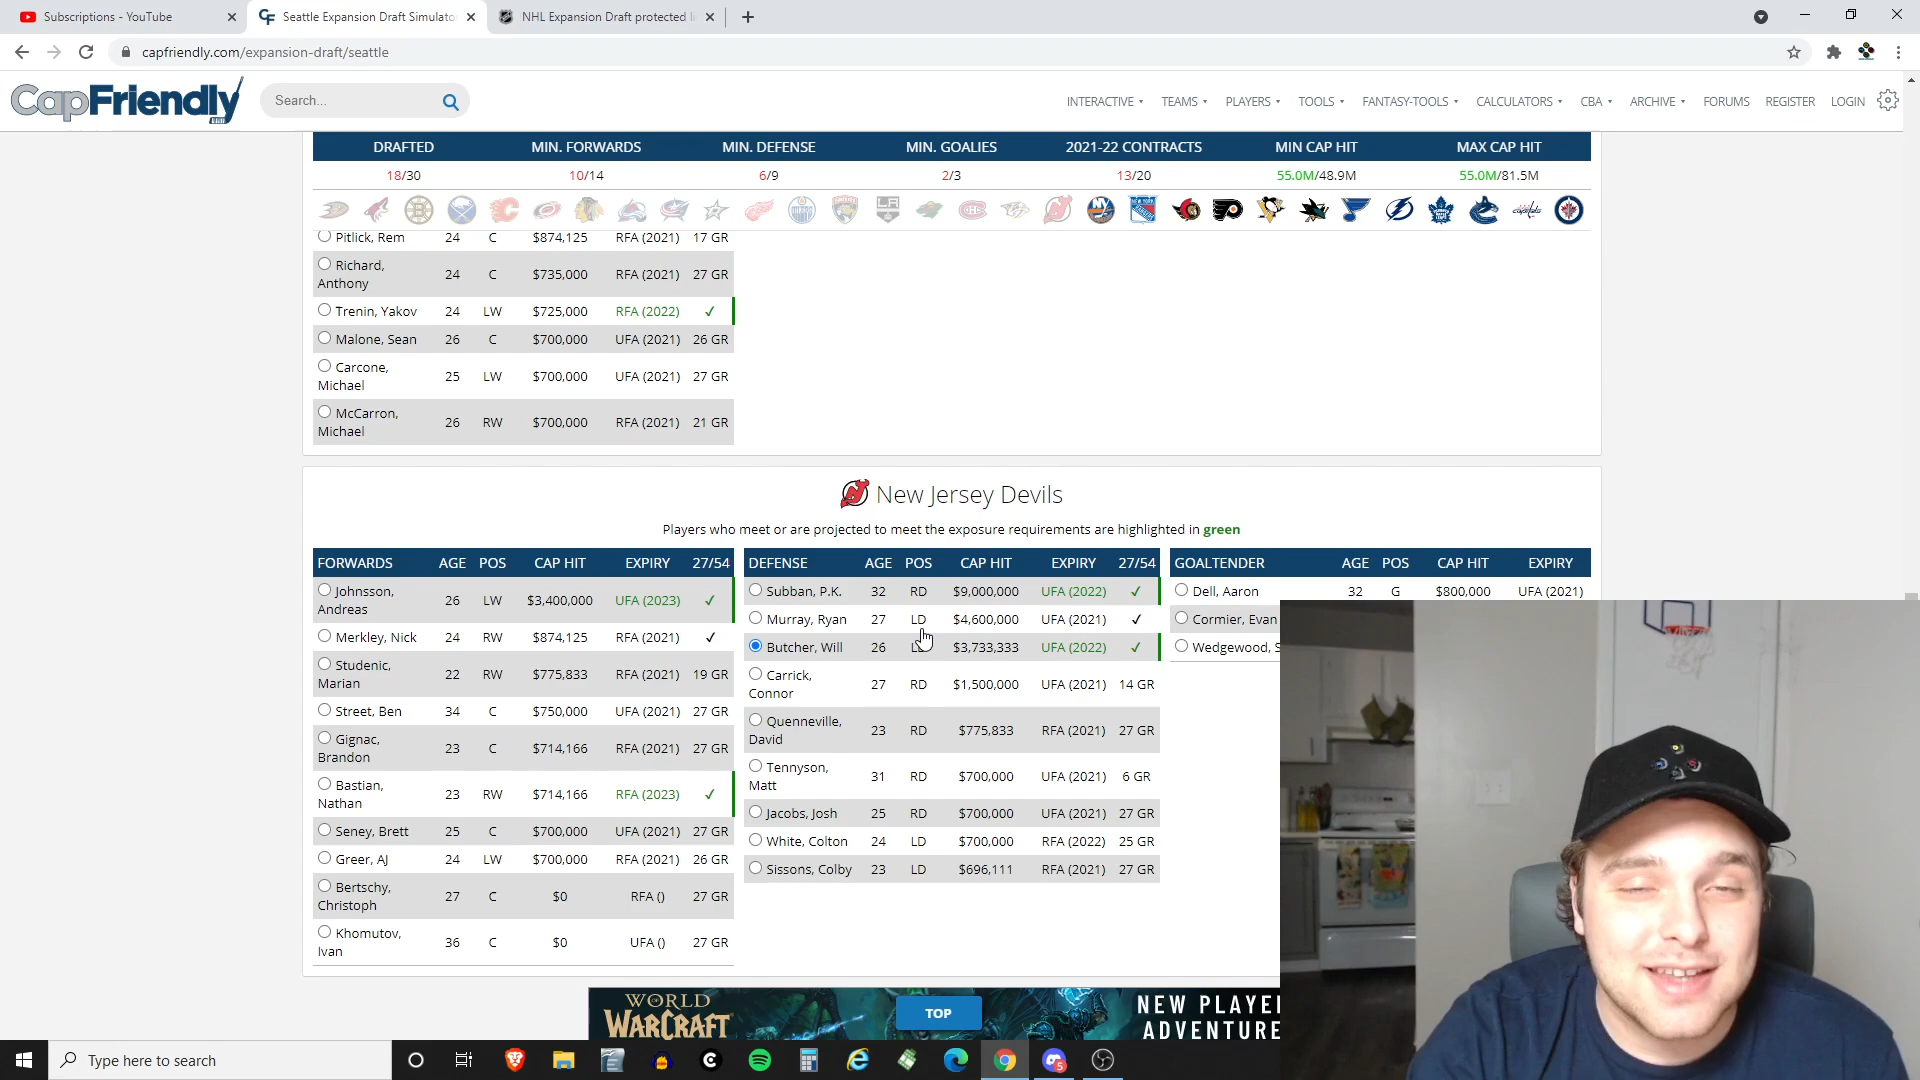 Subscriptions - YouTube
Seattle Expansion Draft Simulato
NHL Expansion Draft protected li
capfriendly.com/expansion-draft/seattle
CapFriendly
Search...
INTERACTIVE TEAMS PLAYERS TOOLS FANTASY-TOOLS CALCULATORS CBA ARCHIVE FORUMS REGISTER LOGIN
DRAFTED MIN. FORWARDS MIN. DEFENSE MIN. GOALIES 2021-22 CONTRACTS MIN CAP HIT MAX CAP HIT
18/30 10/14 6/9 2/3 13/20 55.0M/48.9M 55.0M/81.5M
Pitlick, Rem 24 C $874,125 RFA (2021) 17 GR
Richard, Anthony 24 C $735,000 RFA (2021) 27 GR
Trenin, Yakov 24 LW $725,000 RFA (2022) ✓
Malone, Sean 26 C $700,000 UFA (2021) 26 GR
Carcone, Michael 25 LW $700,000 UFA (2021) 27 GR
McCarron, Michael 26 RW $700,000 RFA (2021) 21 GR
New Jersey Devils
Players who meet or are projected to meet the exposure requirements are highlighted in green
FORWARDS AGE POS CAP HIT EXPIRY 27/54
Johnsson, Andreas 26 LW $3,400,000 UFA (2023) ✓
Merkley, Nick 24 RW $874,125 RFA (2021) ✓
Studenic, Marian 22 RW $775,833 RFA (2021) 19 GR
Street, Ben 34 C $750,000 UFA (2021) 27 GR
Gignac, Brandon 23 C $714,166 RFA (2021) 27 GR
Bastian, Nathan 23 RW $714,166 RFA (2023) ✓
Seney, Brett 25 C $700,000 UFA (2021) 27 GR
Greer, AJ 24 LW $700,000 RFA (2021) 26 GR
Bertschy, Christoph 27 C $0 RFA () 27 GR
Khomutov, Ivan 36 C $0 UFA () 27 GR
DEFENSE AGE POS CAP HIT EXPIRY 27/54
Subban, P.K. 32 RD $9,000,000 UFA (2022) ✓
Murray, Ryan 27 LD $4,600,000 UFA (2021) ✓
Butcher, Will 26 $3,733,333 UFA (2022) ✓
Carrick, Connor 27 RD $1,500,000 UFA (2021) 14 GR
Quenneville, David 23 RD $775,833 RFA (2021) 27 GR
Tennyson, Matt 31 RD $700,000 UFA (2021) 6 GR
Jacobs, Josh 25 RD $700,000 UFA (2021) 27 GR
White, Colton 24 LD $700,000 RFA (2022) 25 GR
Sissons, Colby 23 LD $696,111 RFA (2021) 27 GR
GOALTENDER AGE POS CAP HIT EXPIRY
Dell, Aaron 32 G $800,000 UFA (2021)
Cormier, Evan
Wedgewood, S
WORLD OF WARCRAFT
TOP
NEW PLAYE
ADVENTURE
Type here to search